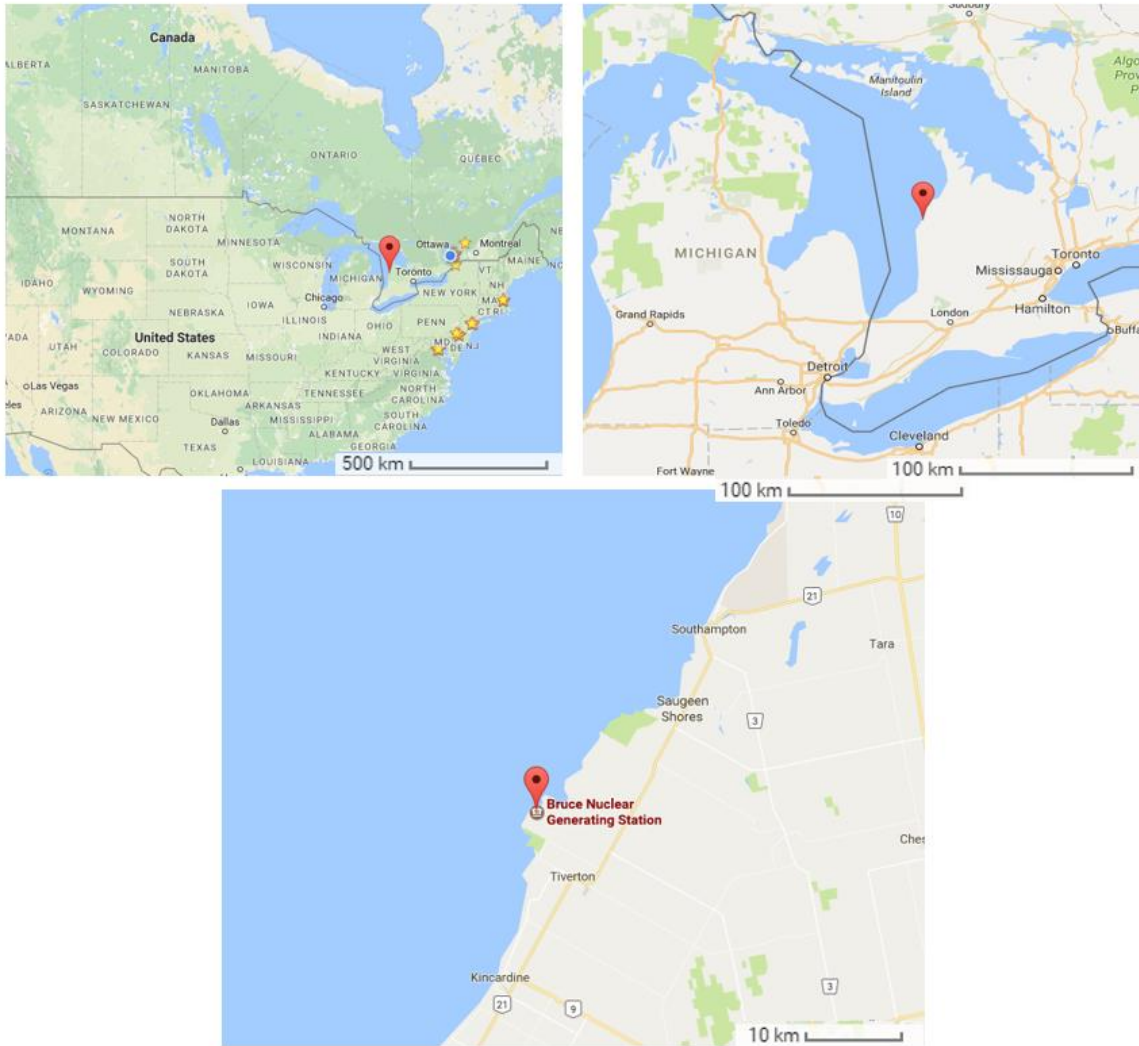 Canada
ALBERTA
MANITOBA
SASKATCHEWAN
ONTARIO
QUÉBEC
NORTH
DAKOTA
MONTANA
MINNESOTA
Ottawa
Montreal
MAINE
SOUTH
DAKOTA
WISCONSIN
MICHIGAN
Toronto
VT
NH
IDAHO
WYOMING
IOWA
Chicago
NEW YORK
MA
CT RI
NEBRASKA
ILLINOIS
INDIANA
OHIO
PENN
NJ
MD
DE
NEVADA
UTAH
COLORADO
United States
KANSAS
MISSOURI
WEST
VIRGINIA
KENTUCKY
VIRGINIA
Las Vegas
OKLAHOMA
TENNESSEE
NORTH
CAROLINA
ARKANSAS
ARIZONA
NEW MEXICO
MISSISSIPPI
SOUTH
CAROLINA
Dallas
ALABAMA
TEXAS
GEORGIA
LOUISIANA
500 km
Sudbury
Manitoulin
Island
MICHIGAN
Toronto
Mississauga
Hamilton
Grand Rapids
London
Buffa
Detroit
Ann Arbor
Toledo
Cleveland
Fort Wayne
100 km
100 km
10
21
Southampton
Tara
Saugeen
Shores
3
Bruce Nuclear
Generating Station
Ches
Tiverton
Kincardine
21
9
3
10 km